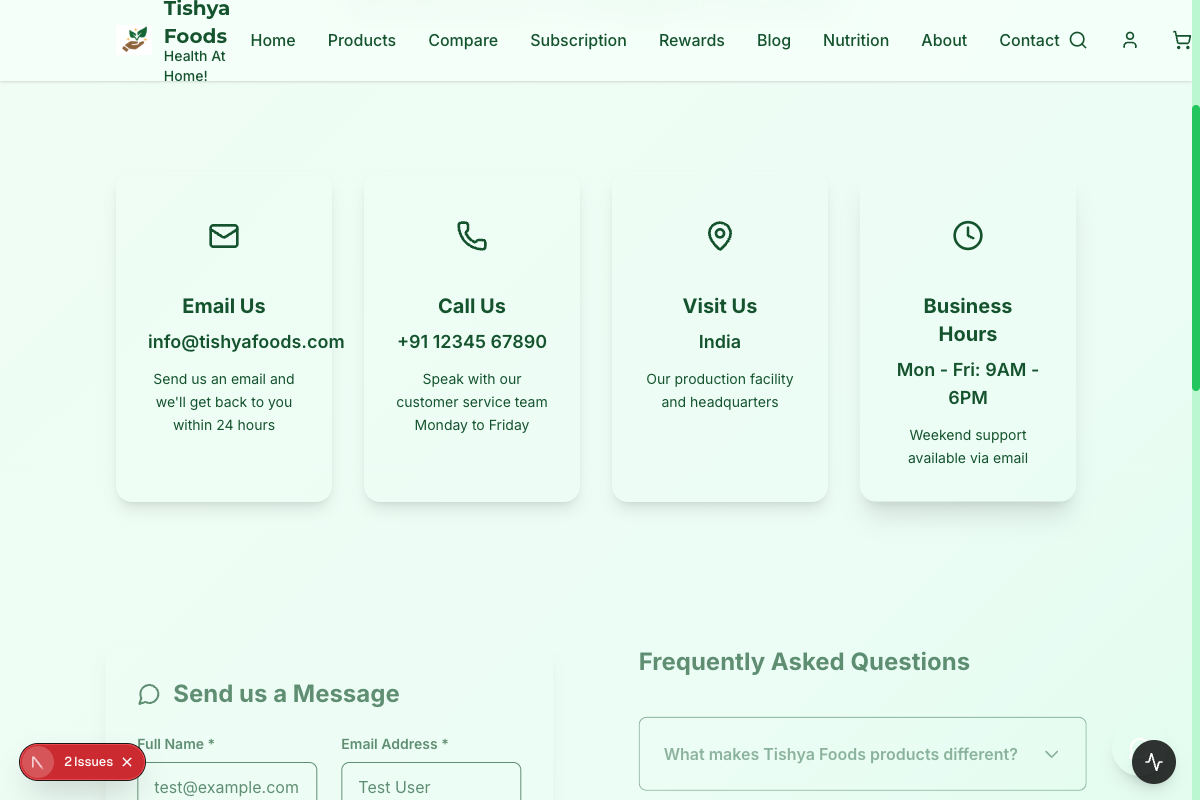 Tishya
Foods
Health At
Home!
Home
Products
Compare
Subscription
Rewards
Blog
Nutrition
About
Contact
Email Us
info@tishyafoods.com
Send us an email and
we'll get back to you
within 24 hours
Call Us
+91 12345 67890
Speak with our
customer service team
Monday to Friday
Visit Us
India
Our production facility
and headquarters
Business
Hours
Mon - Fri: 9AM -
6PM
Weekend support
available via email
Send us a Message
Full Name *
Email Address *
test@example.com
Test User
Frequently Asked Questions
What makes Tishya Foods products different?
2 Issues